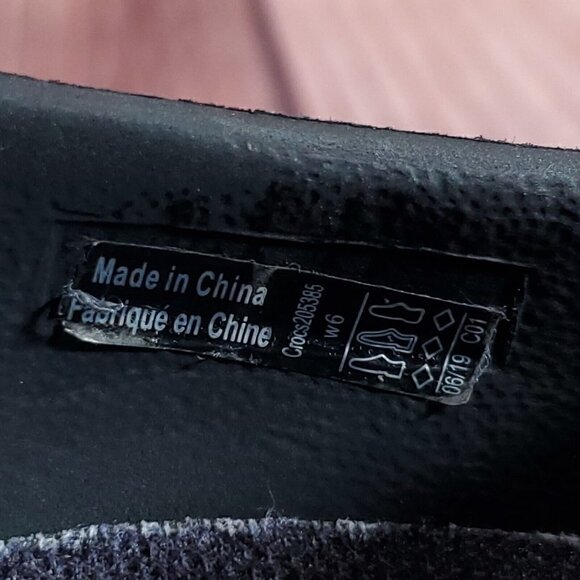 Made in China
Fabriqué en Chine
Crocs205385
w6
06/19 C01